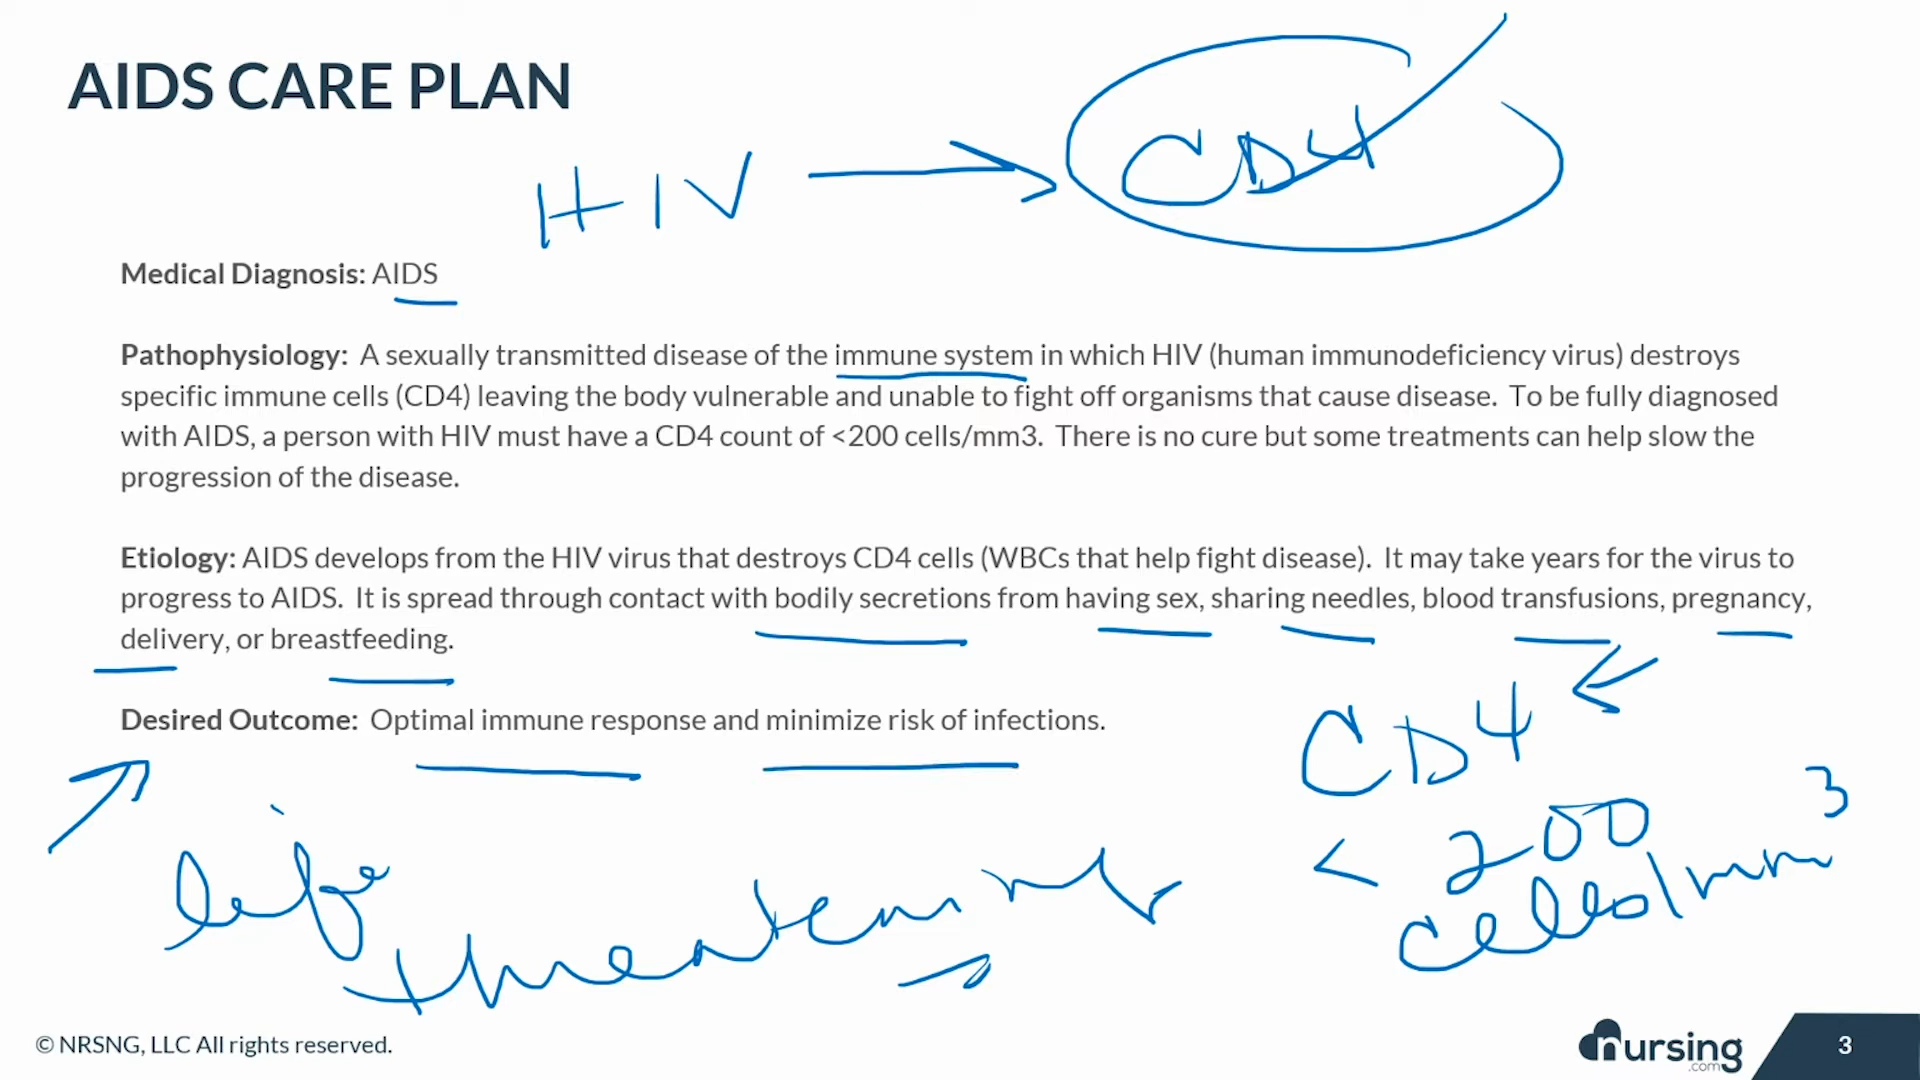 AIDS CARE PLAN
HIV → CD4
Medical Diagnosis: AIDS
Pathophysiology: A sexually transmitted disease of the immune system in which HIV (human immunodeficiency virus) destroys
specific immune cells (CD4) leaving the body vulnerable and unable to fight off organisms that cause disease. To be fully diagnosed
with AIDS, a person with HIV must have a CD4 count of <200 cells/mm3. There is no cure but some treatments can help slow the
progression of the disease.
Etiology: AIDS develops from the HIV virus that destroys CD4 cells (WBCs that help fight disease). It may take years for the virus to
progress to AIDS. It is spread through contact with bodily secretions from having sex, sharing needles, blood transfusions, pregnancy,
delivery, or breastfeeding.
Desired Outcome: Optimal immune response and minimize risk of infections.
CD4
< 200
cells/mm3
life
threatening
© NRSNG, LLC All rights reserved.
nursing
.com
3